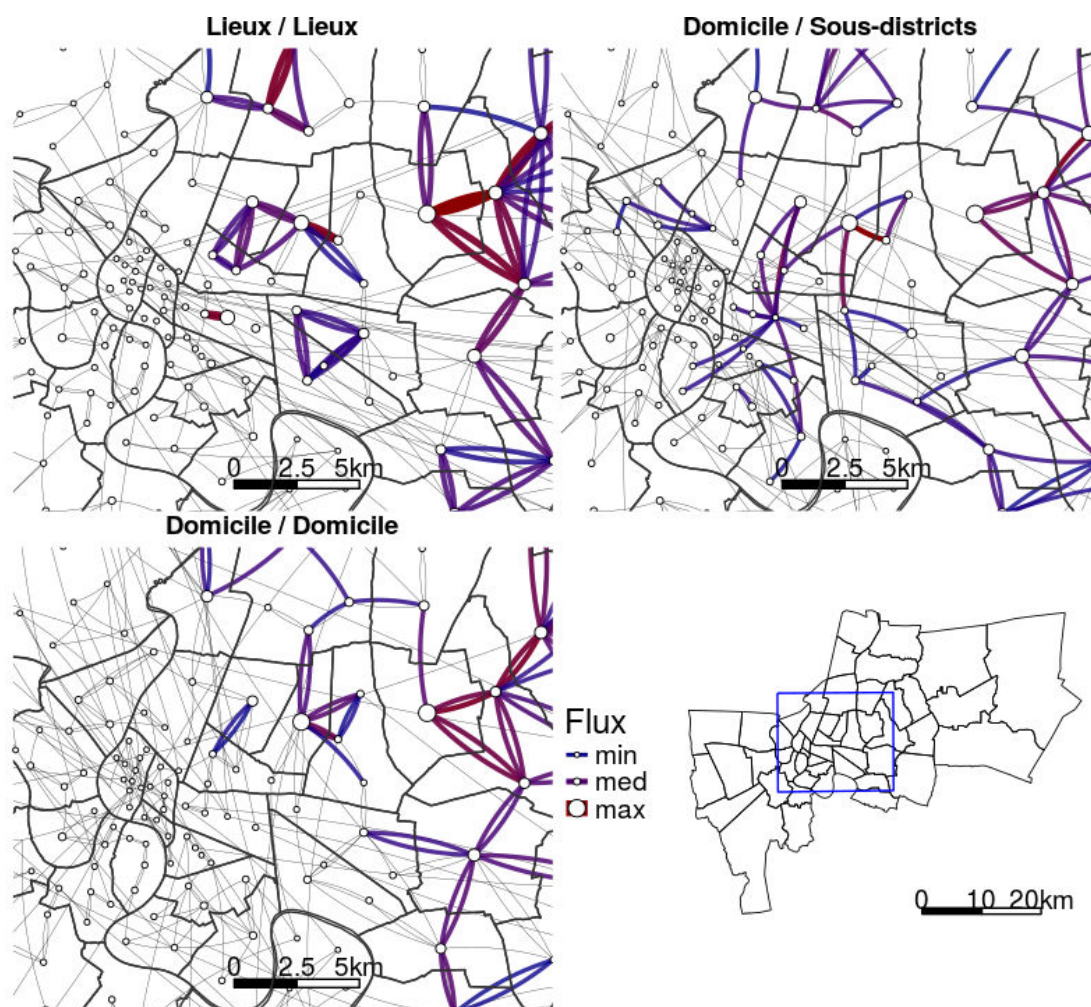 Lieux / Lieux
Domicile / Sous-districts
0 2.5 5km
0 2.5 5km
Domicile / Domicile
Flux
min
med
max
0 2.5 5km
0 10 20km